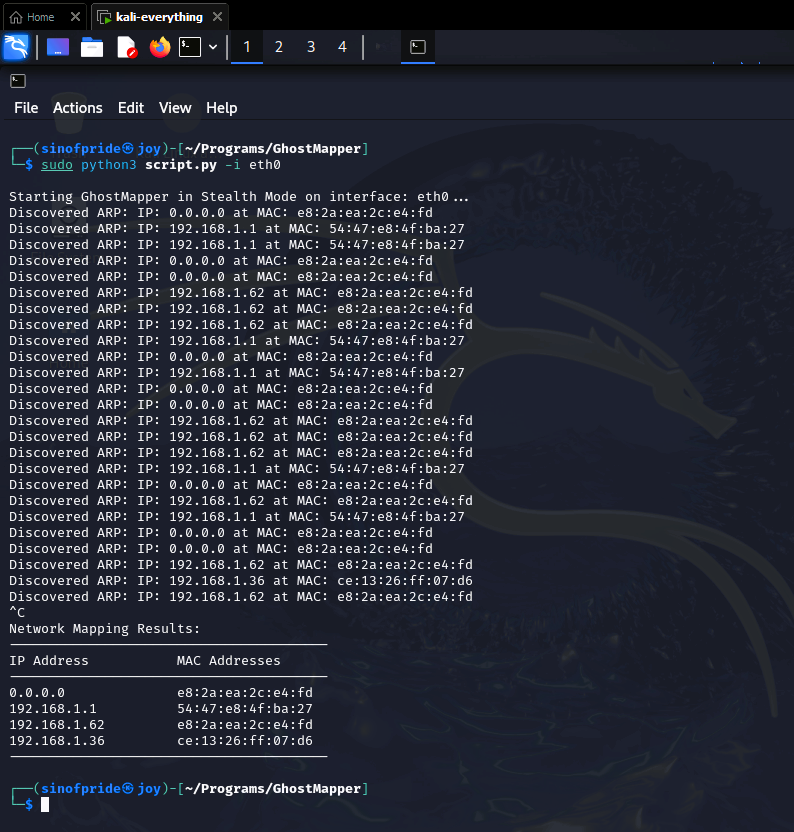 Home
kali-everything
1 2 3 4
File Actions Edit View Help
┌──(sinofpride㉿joy)-[~/Programs/GhostMapper]
└─$ sudo python3 script.py -i eth0
Starting GhostMapper in Stealth Mode on interface: eth0...
Discovered ARP: IP: 0.0.0.0 at MAC: e8:2a:ea:2c:e4:fd
Discovered ARP: IP: 192.168.1.1 at MAC: 54:47:e8:4f:ba:27
Discovered ARP: IP: 192.168.1.1 at MAC: 54:47:e8:4f:ba:27
Discovered ARP: IP: 0.0.0.0 at MAC: e8:2a:ea:2c:e4:fd
Discovered ARP: IP: 0.0.0.0 at MAC: e8:2a:ea:2c:e4:fd
Discovered ARP: IP: 192.168.1.62 at MAC: e8:2a:ea:2c:e4:fd
Discovered ARP: IP: 192.168.1.62 at MAC: e8:2a:ea:2c:e4:fd
Discovered ARP: IP: 192.168.1.62 at MAC: e8:2a:ea:2c:e4:fd
Discovered ARP: IP: 192.168.1.1 at MAC: 54:47:e8:4f:ba:27
Discovered ARP: IP: 0.0.0.0 at MAC: e8:2a:ea:2c:e4:fd
Discovered ARP: IP: 192.168.1.1 at MAC: 54:47:e8:4f:ba:27
Discovered ARP: IP: 0.0.0.0 at MAC: e8:2a:ea:2c:e4:fd
Discovered ARP: IP: 0.0.0.0 at MAC: e8:2a:ea:2c:e4:fd
Discovered ARP: IP: 192.168.1.62 at MAC: e8:2a:ea:2c:e4:fd
Discovered ARP: IP: 192.168.1.62 at MAC: e8:2a:ea:2c:e4:fd
Discovered ARP: IP: 192.168.1.62 at MAC: e8:2a:ea:2c:e4:fd
Discovered ARP: IP: 192.168.1.1 at MAC: 54:47:e8:4f:ba:27
Discovered ARP: IP: 0.0.0.0 at MAC: e8:2a:ea:2c:e4:fd
Discovered ARP: IP: 192.168.1.62 at MAC: e8:2a:ea:2c:e4:fd
Discovered ARP: IP: 192.168.1.1 at MAC: 54:47:e8:4f:ba:27
Discovered ARP: IP: 0.0.0.0 at MAC: e8:2a:ea:2c:e4:fd
Discovered ARP: IP: 0.0.0.0 at MAC: e8:2a:ea:2c:e4:fd
Discovered ARP: IP: 192.168.1.62 at MAC: e8:2a:ea:2c:e4:fd
Discovered ARP: IP: 192.168.1.36 at MAC: ce:13:26:ff:07:d6
Discovered ARP: IP: 192.168.1.62 at MAC: e8:2a:ea:2c:e4:fd
^C
Network Mapping Results:
----------------------------------------
IP Address MAC Addresses
----------------------------------------
0.0.0.0 e8:2a:ea:2c:e4:fd
192.168.1.1 54:47:e8:4f:ba:27
192.168.1.62 e8:2a:ea:2c:e4:fd
192.168.1.36 ce:13:26:ff:07:d6
----------------------------------------
┌──(sinofpride㉿joy)-[~/Programs/GhostMapper]
└─$